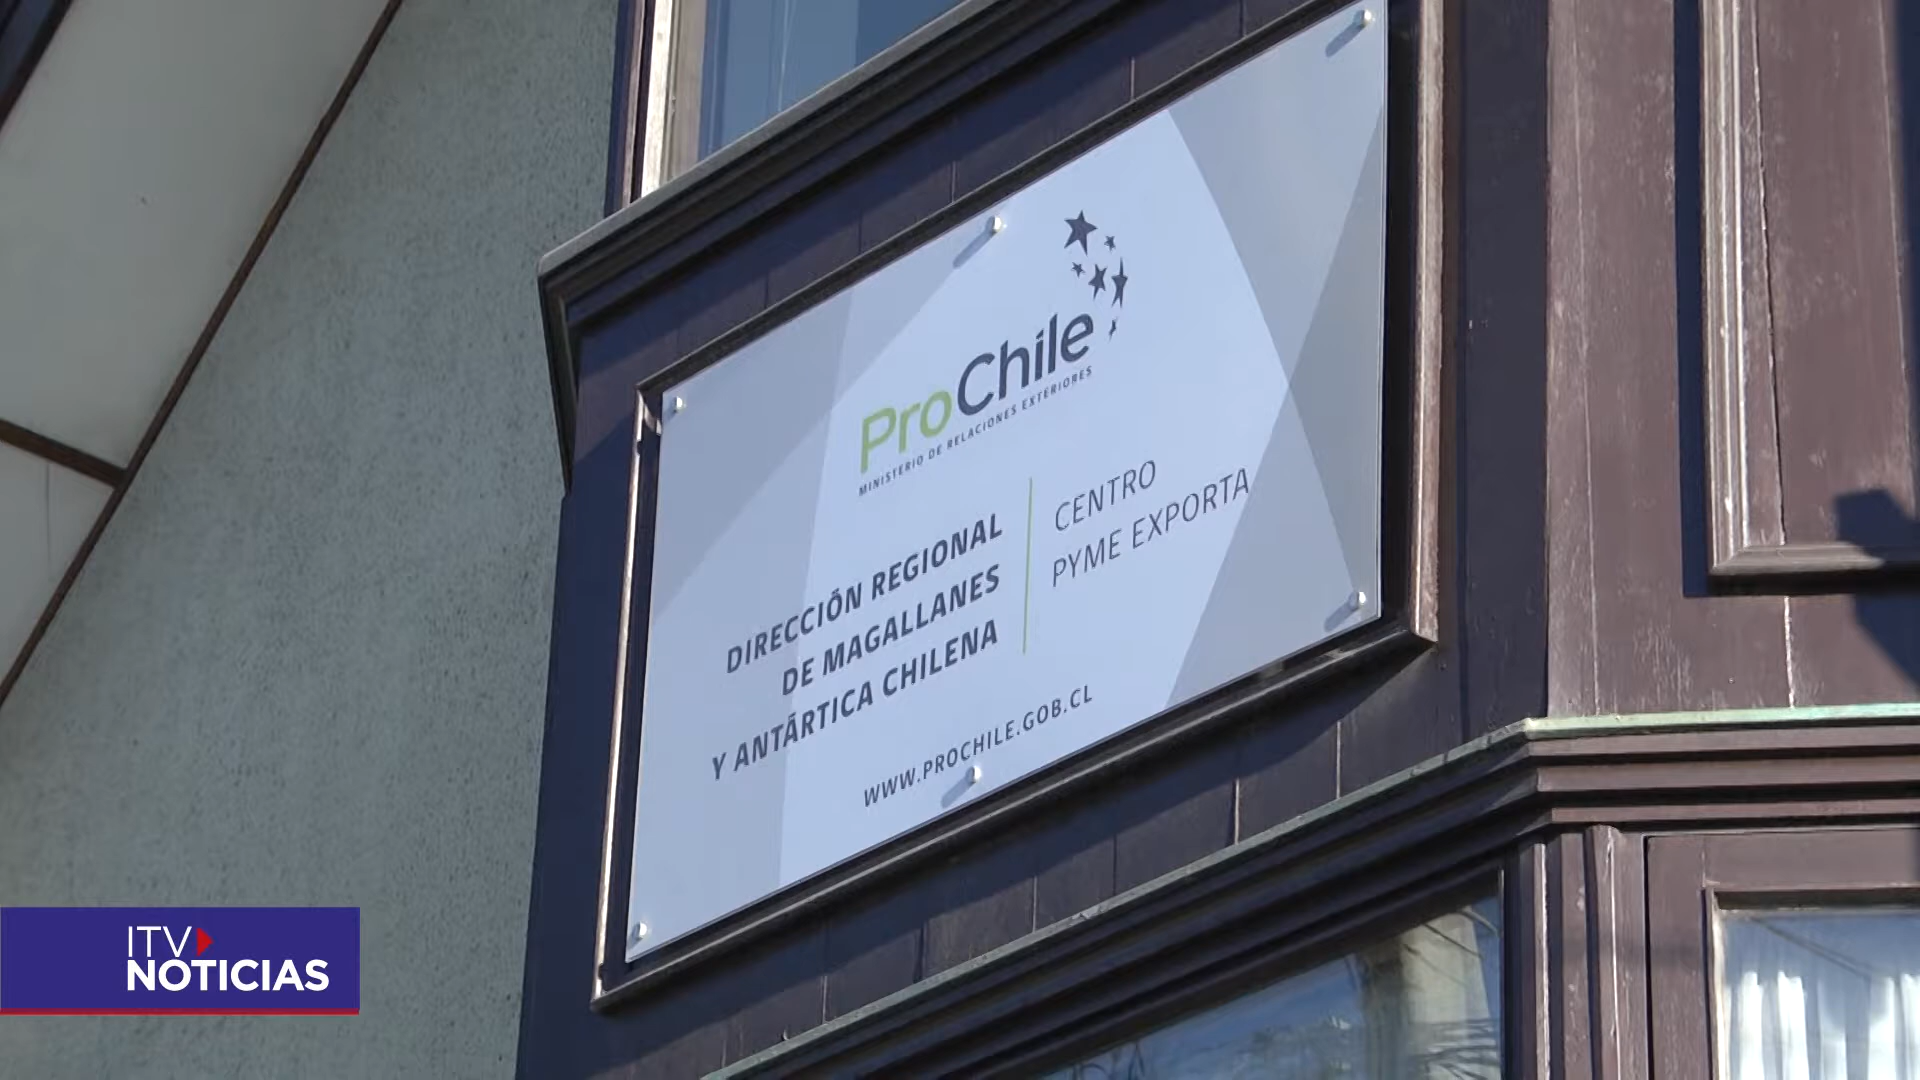 ProChile
MINISTERIO DE RELACIONES EXTERIORES
DIRECCIÓN REGIONAL
DE MAGALLANES
Y ANTÁRTICA CHILENA
CENTRO
PYME EXPORTA
WWW.PROCHILE.GOB.CL
ITV
NOTICIAS